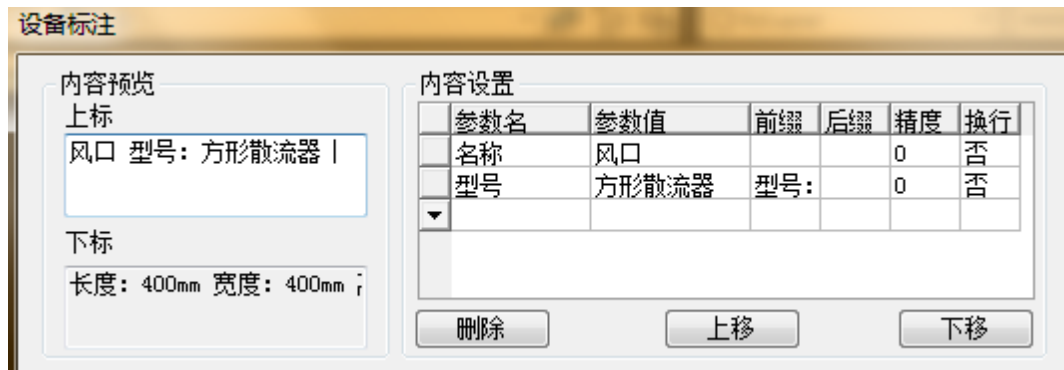 设备标注
内容预览
上标
风口 型号: 方形散流器
下标
长度: 400mm 宽度: 400mm
内容设置
参数名 参数值 前缀 后缀 精度 换行
名称 风口 0 否
型号 方形散流器 型号: 0 否
删除 上移 下移